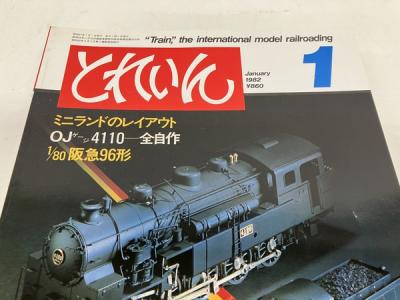 "Train," the international model railroading
とれいん
January
1982
¥860
1
ミニランドのレイアウト
OJゲージ4110―全自作
1/80 阪急96形
4110